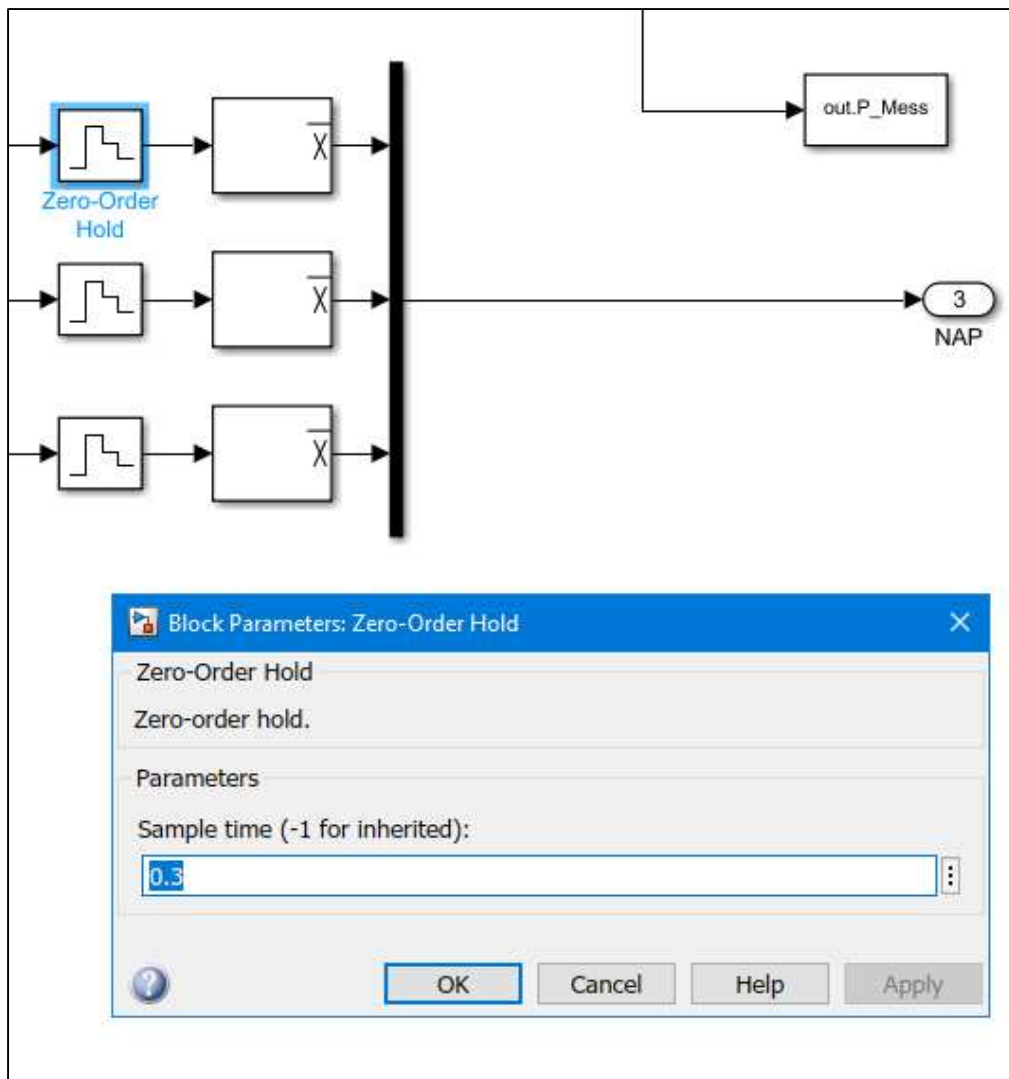 out.P_Mess
Zero-Order
Hold
X
X
X
3
NAP
Block Parameters: Zero-Order Hold
Zero-Order Hold
Zero-order hold.
Parameters
Sample time (-1 for inherited):
0.3
OK Cancel Help Apply